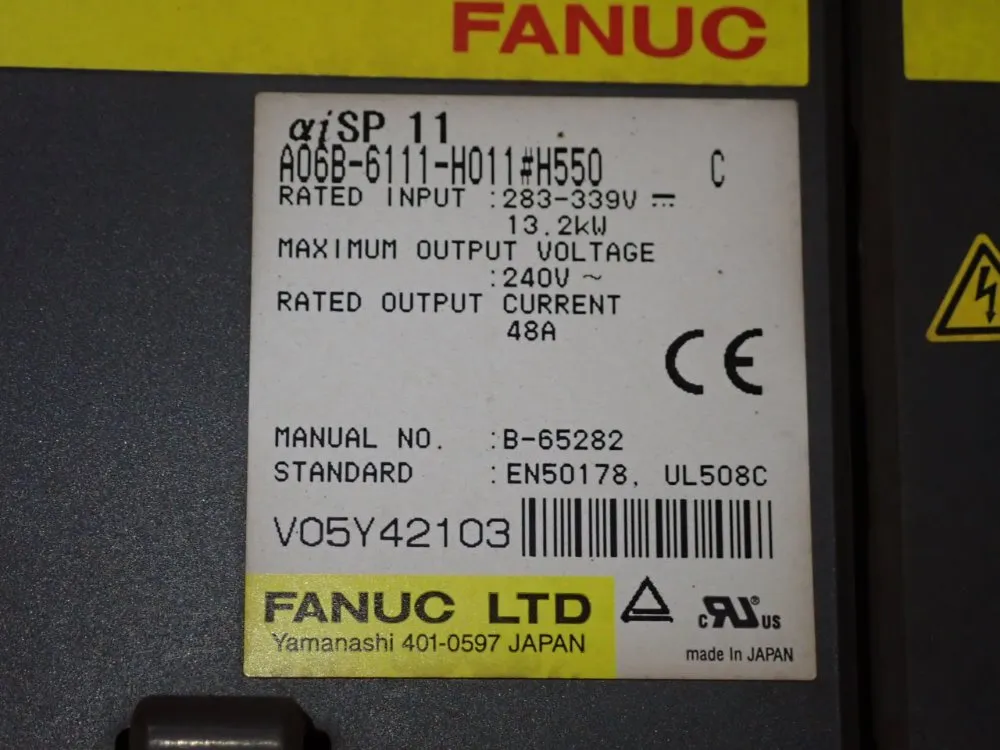 FANUC
αiSP 11
A06B-6111-H011#H550 C
RATED INPUT :283-339V ⎓
13.2kW
MAXIMUM OUTPUT VOLTAGE
:240V ~
RATED OUTPUT CURRENT
48A
CE
MANUAL NO. :B-65282
STANDARD :EN50178, UL508C
V05Y42103
FANUC LTD
Yamanashi 401-0597 JAPAN
c RU ® US
made In JAPAN